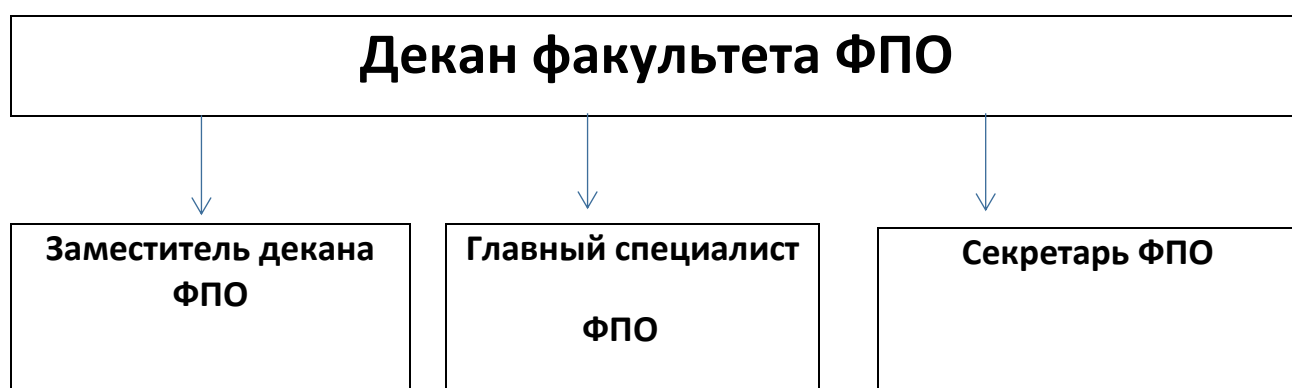 Декан факультета ФПО
Заместитель декана
ФПО
Главный специалист
ФПО
Секретарь ФПО